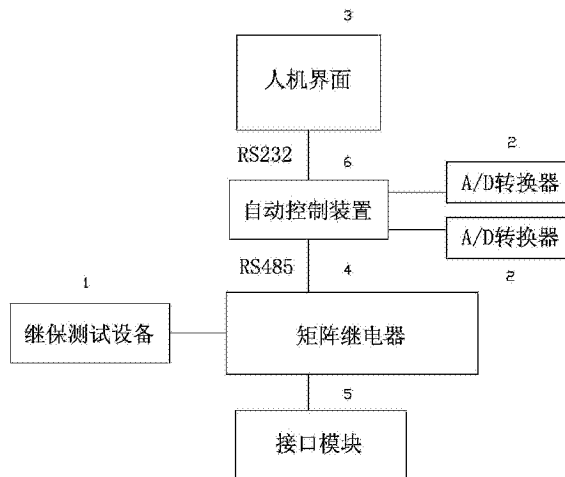 3
人机界面
RS232
6
2
A/D转换器
自动控制装置
A/D转换器
RS485
4
2
1
继保测试设备
矩阵继电器
5
接口模块